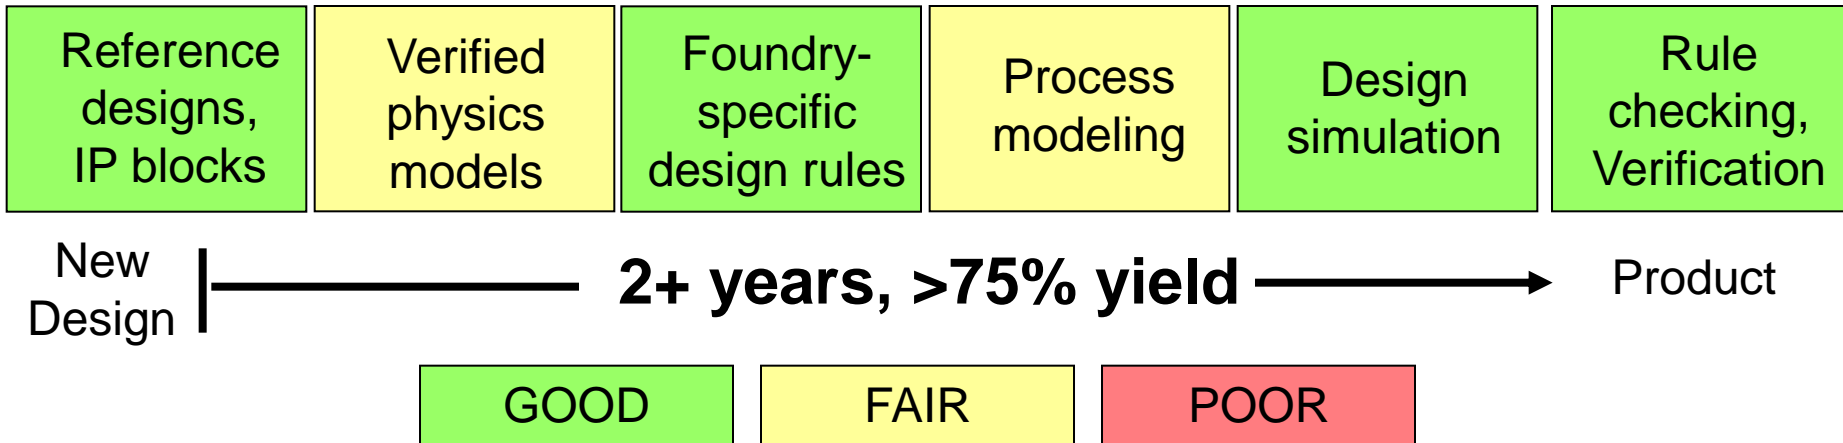 Reference
designs,
IP blocks
Verified
physics
models
Foundry-
specific
design rules
Process
modeling
Design
simulation
Rule
checking,
Verification
New
Design
2+ years, >75% yield
Product
GOOD
FAIR
POOR